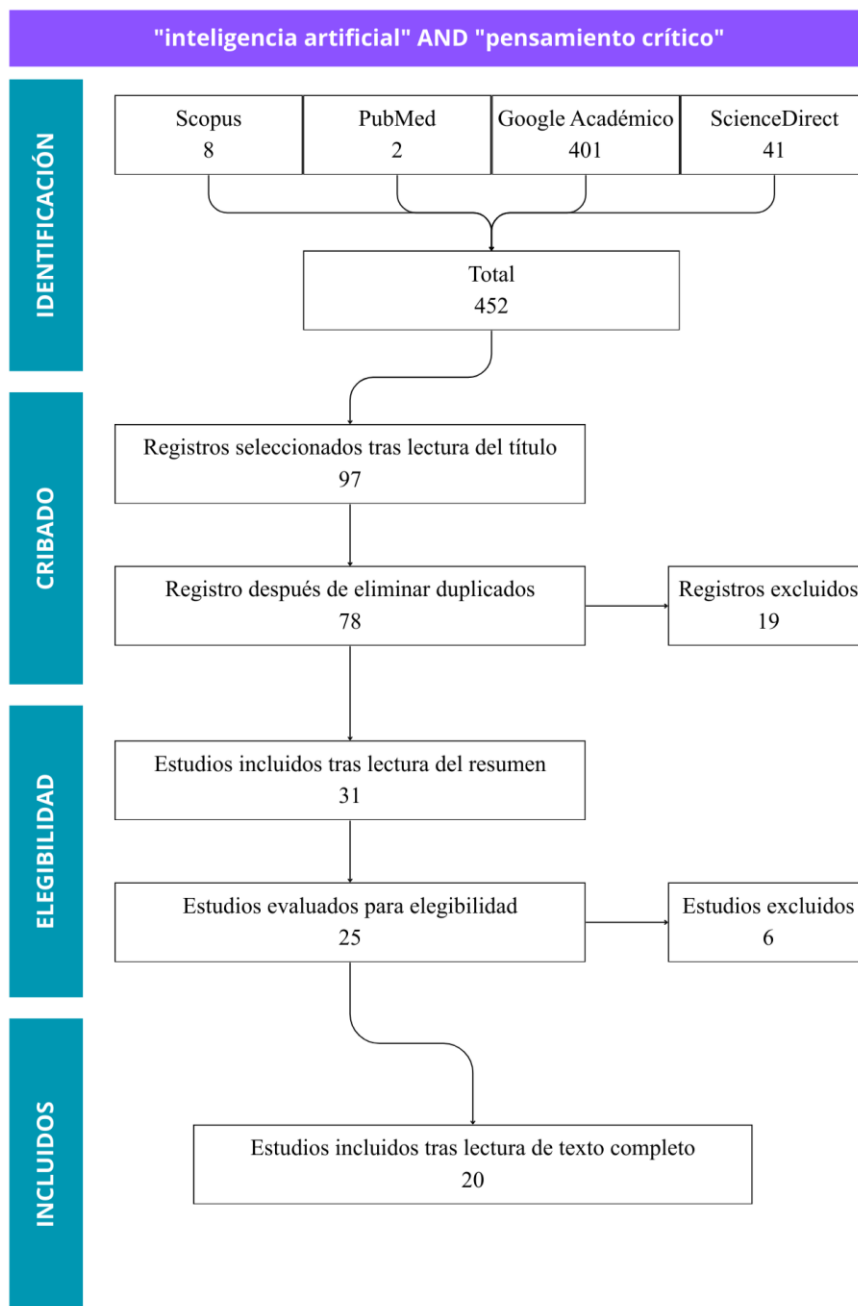 "inteligencia artificial" AND "pensamiento crítico"
IDENTIFICACIÓN
Scopus
8
PubMed
2
Google Académico
401
ScienceDirect
41
Total
452
CRIBADO
Registros seleccionados tras lectura del título
97
Registro después de eliminar duplicados
78
Registros excluidos
19
ELEGIBILIDAD
Estudios incluidos tras lectura del resumen
31
Estudios evaluados para elegibilidad
25
Estudios excluidos
6
INCLUIDOS
Estudios incluidos tras lectura de texto completo
20